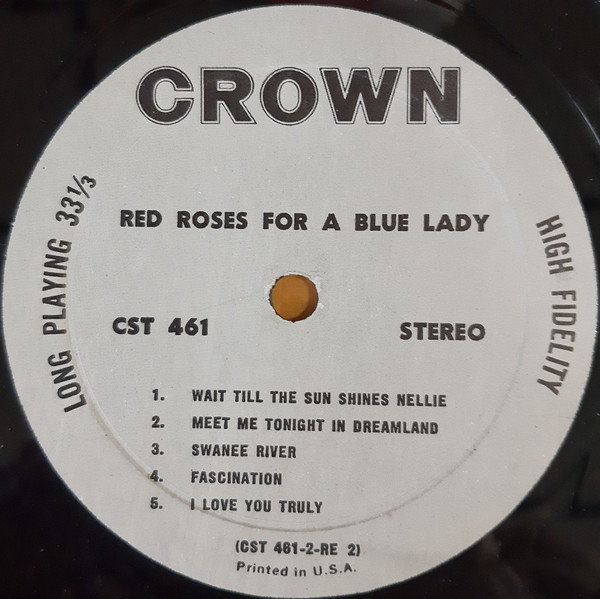 CROWN
LONG PLAYING 33⅓
RED ROSES FOR A BLUE LADY
HIGH FIDELITY
CST 461
STEREO
1. WAIT TILL THE SUN SHINES NELLIE
2. MEET ME TONIGHT IN DREAMLAND
3. SWANEE RIVER
4. FASCINATION
5. I LOVE YOU TRULY
(CST 461-2-RE 2)
Printed in U.S.A.